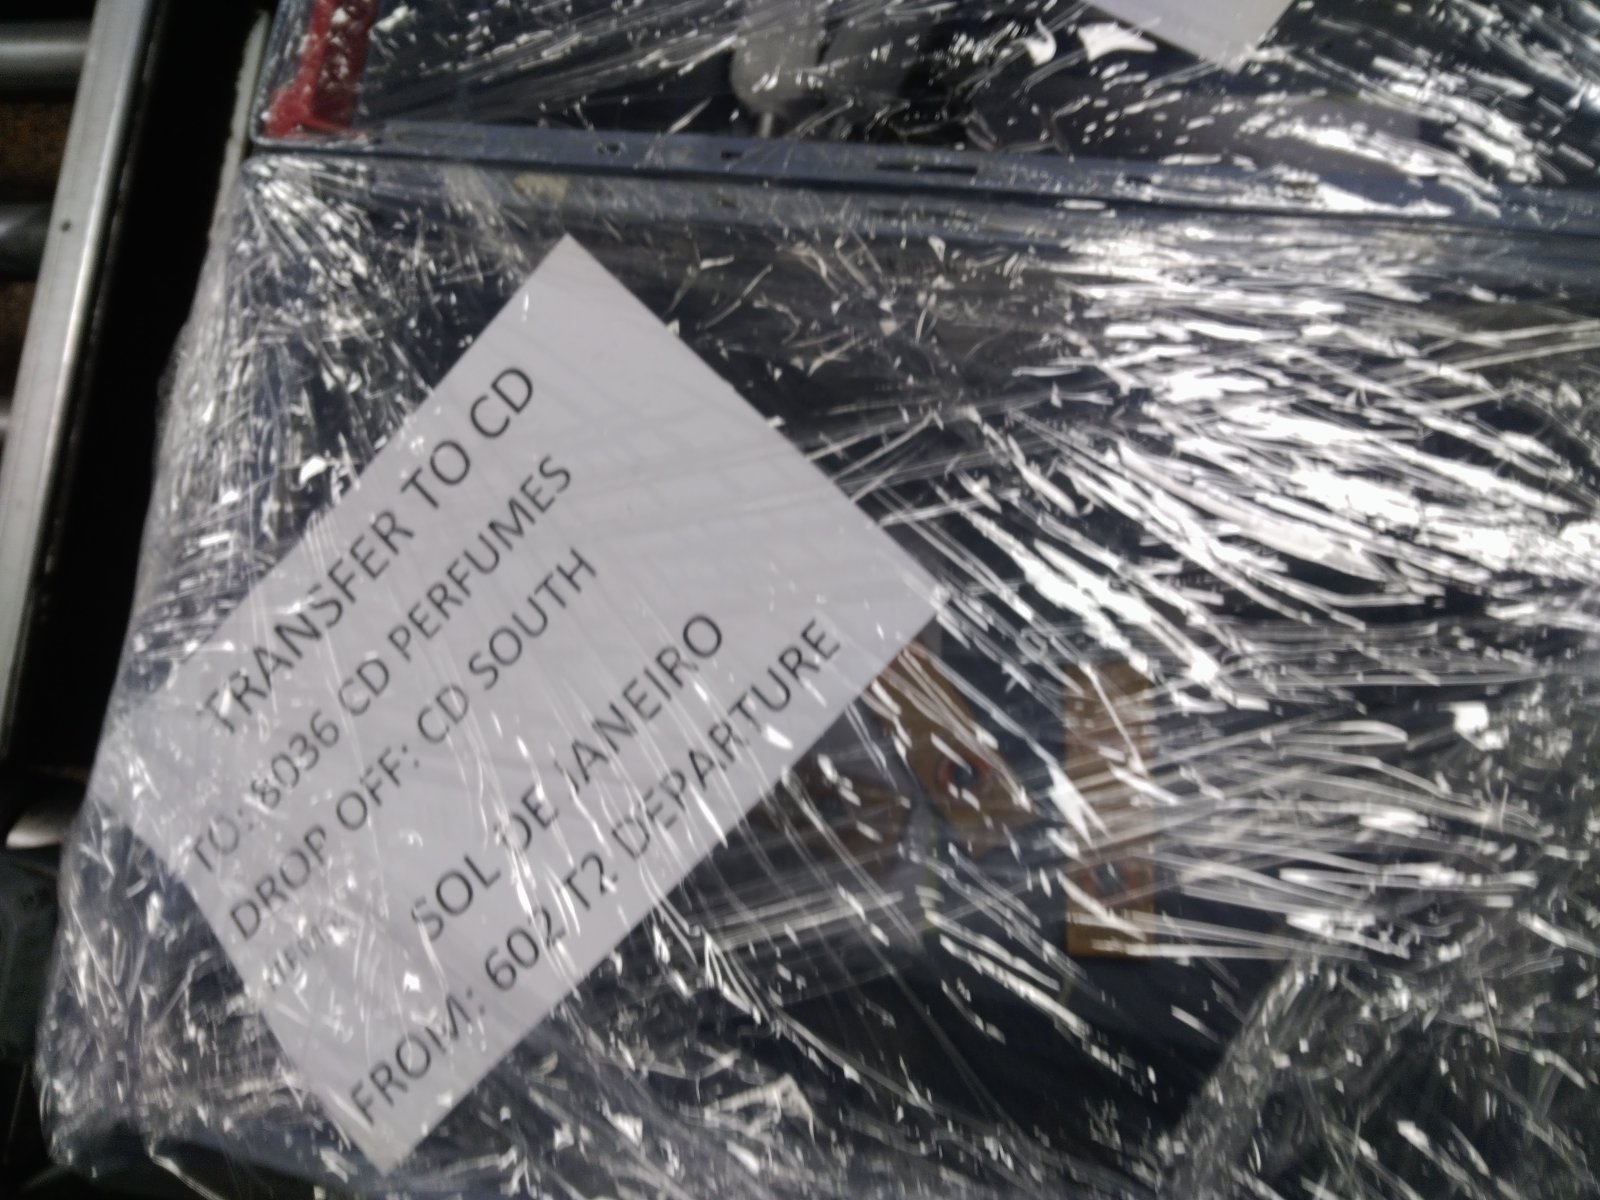 TRANSFER TO CD
TO: 8036 CD PERFUMES
DROP OFF: CD SOUTH
SOL DE JANEIRO
FROM: 602 T2 DEPARTURE